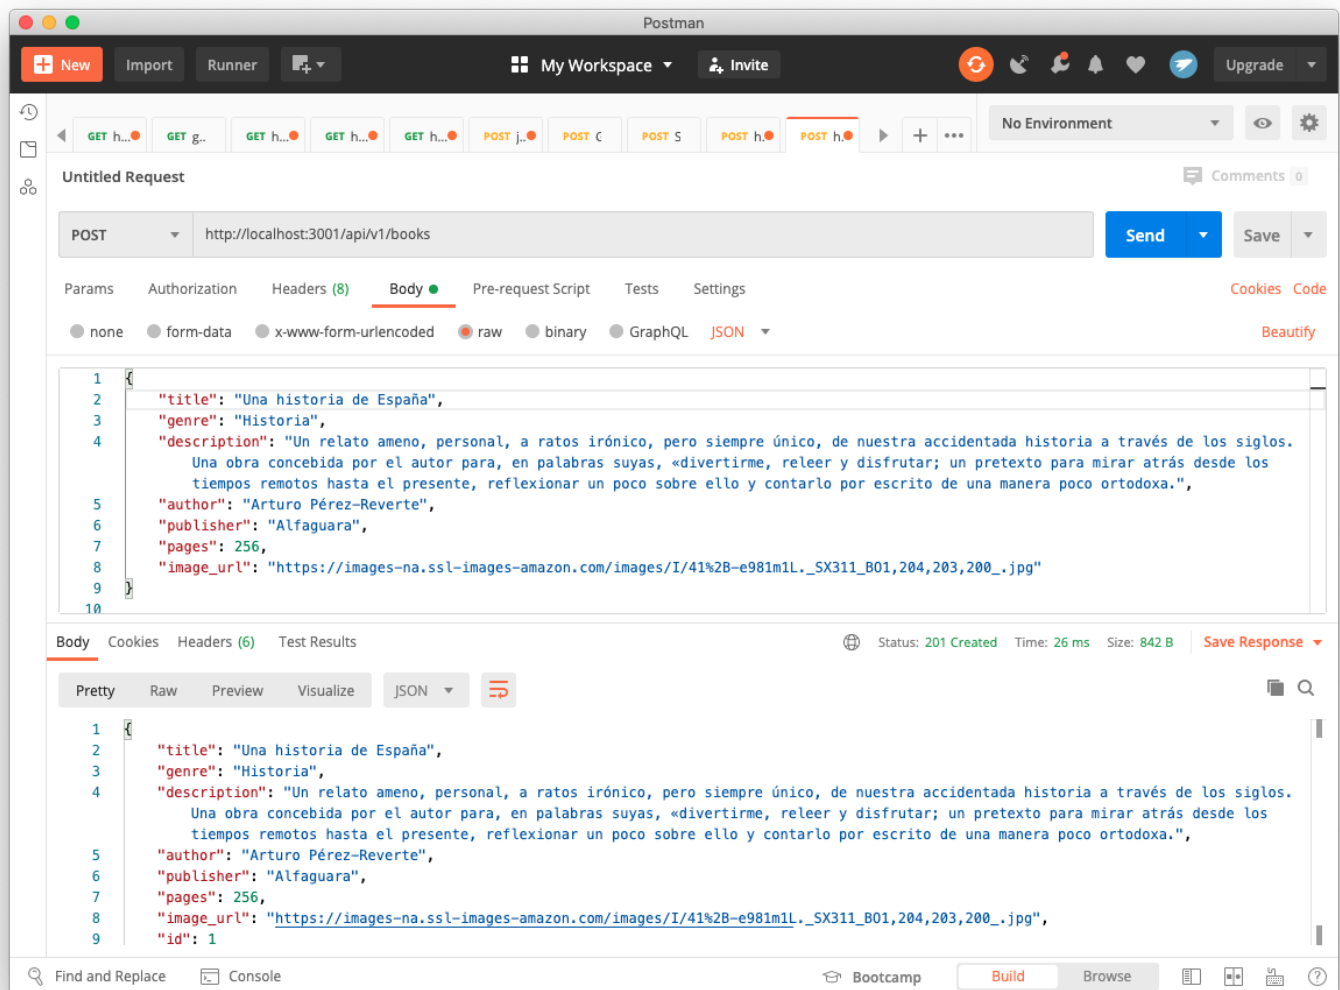 Postman
New Import Runner My Workspace Invite Upgrade
GET h... GET g.. GET h... GET h... GET h... POST j.. POST C POST S POST h. POST h. + ••• No Environment
Untitled Request Comments 0
POST http://localhost:3001/api/v1/books Send Save
Params Authorization Headers (8) Body Pre-request Script Tests Settings Cookies Code
none form-data x-www-form-urlencoded raw binary GraphQL JSON Beautify
1 {
2 "title": "Una historia de España",
3 "genre": "Historia",
4 "description": "Un relato ameno, personal, a ratos irónico, pero siempre único, de nuestra accidentada historia a través de los siglos.
Una obra concebida por el autor para, en palabras suyas, «divertirme, releer y disfrutar; un pretexto para mirar atrás desde los
tiempos remotos hasta el presente, reflexionar un poco sobre ello y contarlo por escrito de una manera poco ortodoxa.",
5 "author": "Arturo Pérez-Reverte",
6 "publisher": "Alfaguara",
7 "pages": 256,
8 "image_url": "https://images-na.ssl-images-amazon.com/images/I/41%2B-e981m1L._SX311_BO1,204,203,200_.jpg"
9 }
10
Body Cookies Headers (6) Test Results Status: 201 Created Time: 26 ms Size: 842 B Save Response
Pretty Raw Preview Visualize JSON
1 {
2 "title": "Una historia de España",
3 "genre": "Historia",
4 "description": "Un relato ameno, personal, a ratos irónico, pero siempre único, de nuestra accidentada historia a través de los siglos.
Una obra concebida por el autor para, en palabras suyas, «divertirme, releer y disfrutar; un pretexto para mirar atrás desde los
tiempos remotos hasta el presente, reflexionar un poco sobre ello y contarlo por escrito de una manera poco ortodoxa.",
5 "author": "Arturo Pérez-Reverte",
6 "publisher": "Alfaguara",
7 "pages": 256,
8 "image_url": "https://images-na.ssl-images-amazon.com/images/I/41%2B-e981m1L._SX311_BO1,204,203,200_.jpg",
9 "id": 1
Find and Replace Console Bootcamp Build Browse